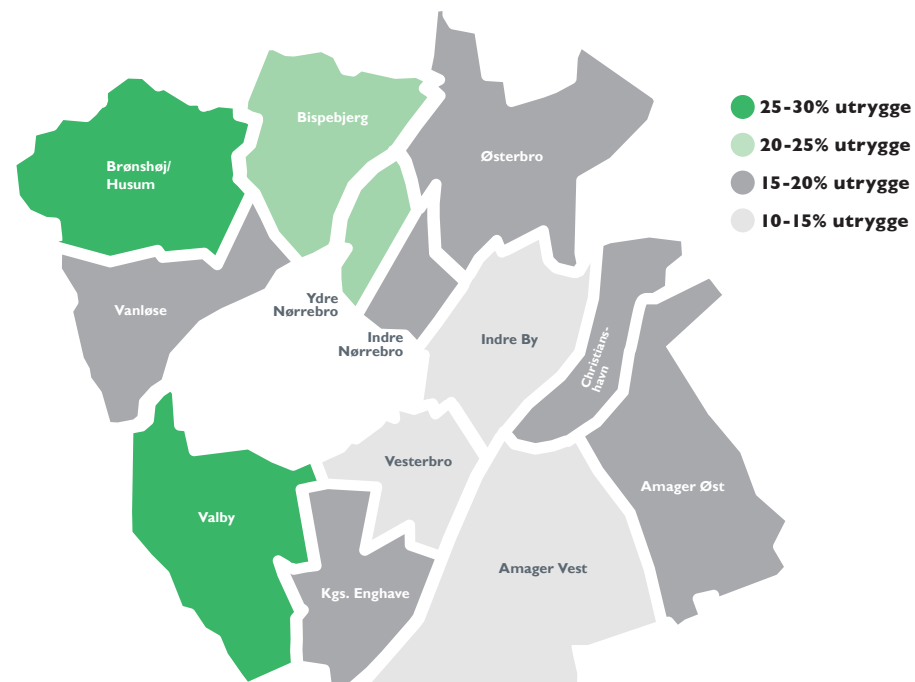 Bispebjerg
Brønshøj/
Husum
Østerbro
25-30% utrygge
20-25% utrygge
15-20% utrygge
10-15% utrygge
Vanløse
Ydre
Nørrebro
Indre
Nørrebro
Indre By
Christians-
havn
Vesterbro
Amager Øst
Valby
Amager Vest
Kgs. Enghave